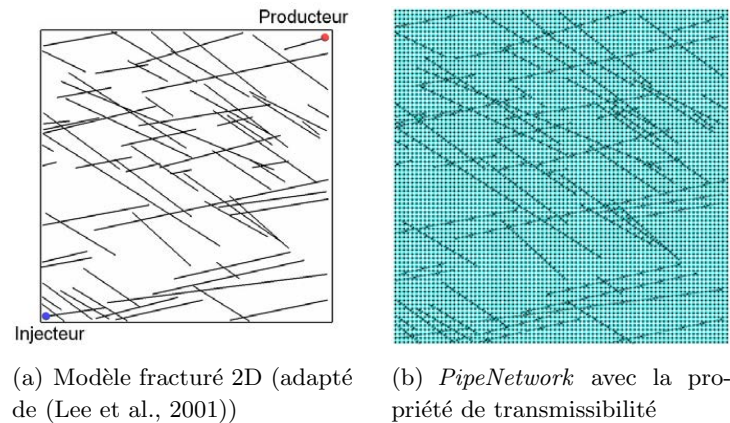 Producteur
Injecteur
(a) Modèle fracturé 2D (adapté
de (Lee et al., 2001))
(b) PipeNetwork avec la pro-
priété de transmissibilité